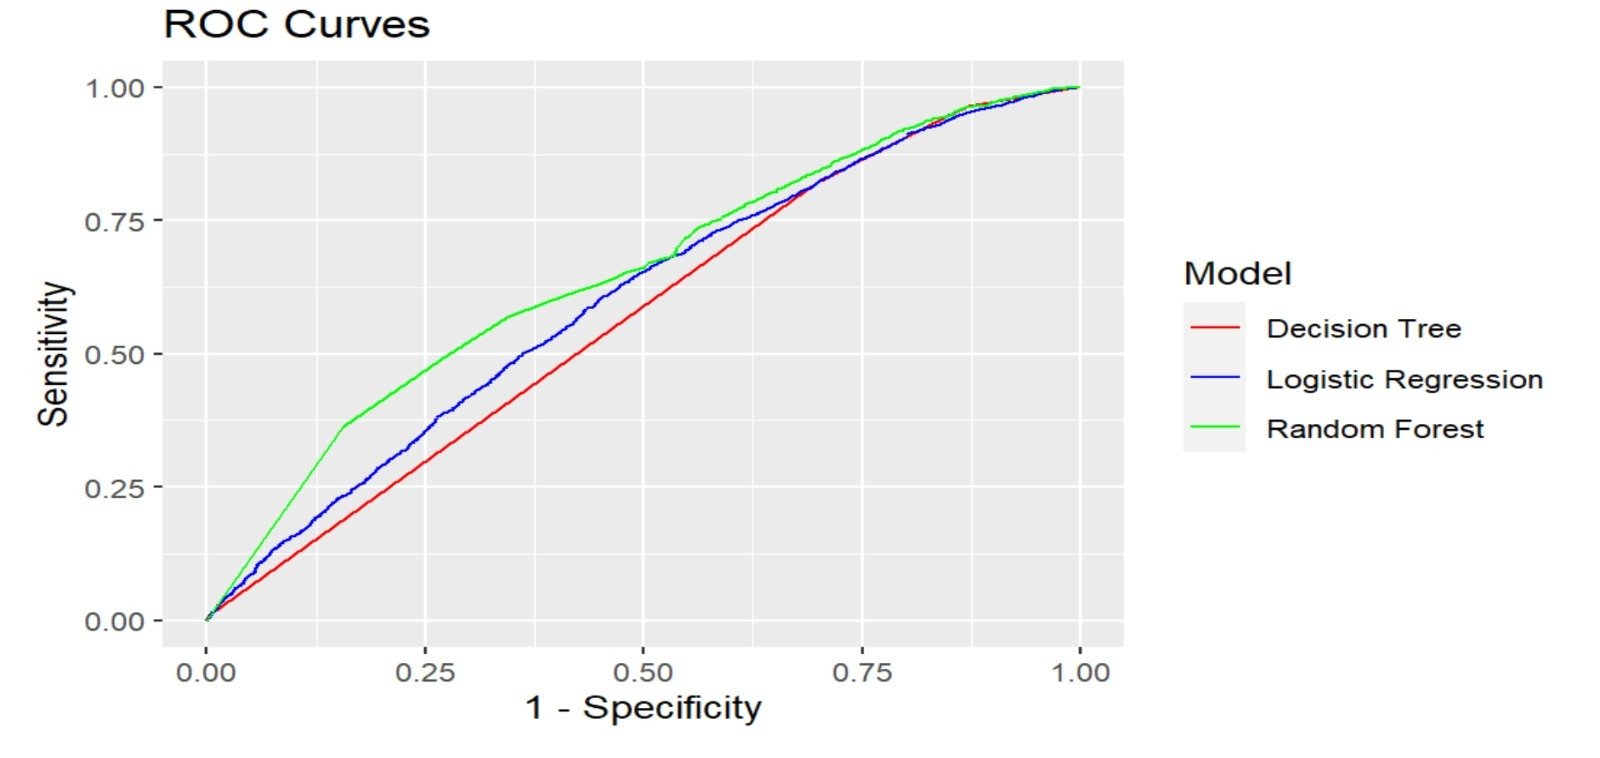 ROC Curves
1.00
0.75
0.50
0.25
0.00
Sensitivity
0.00 0.25 0.50 0.75 1.00
1 - Specificity
Model
Decision Tree
Logistic Regression
Random Forest